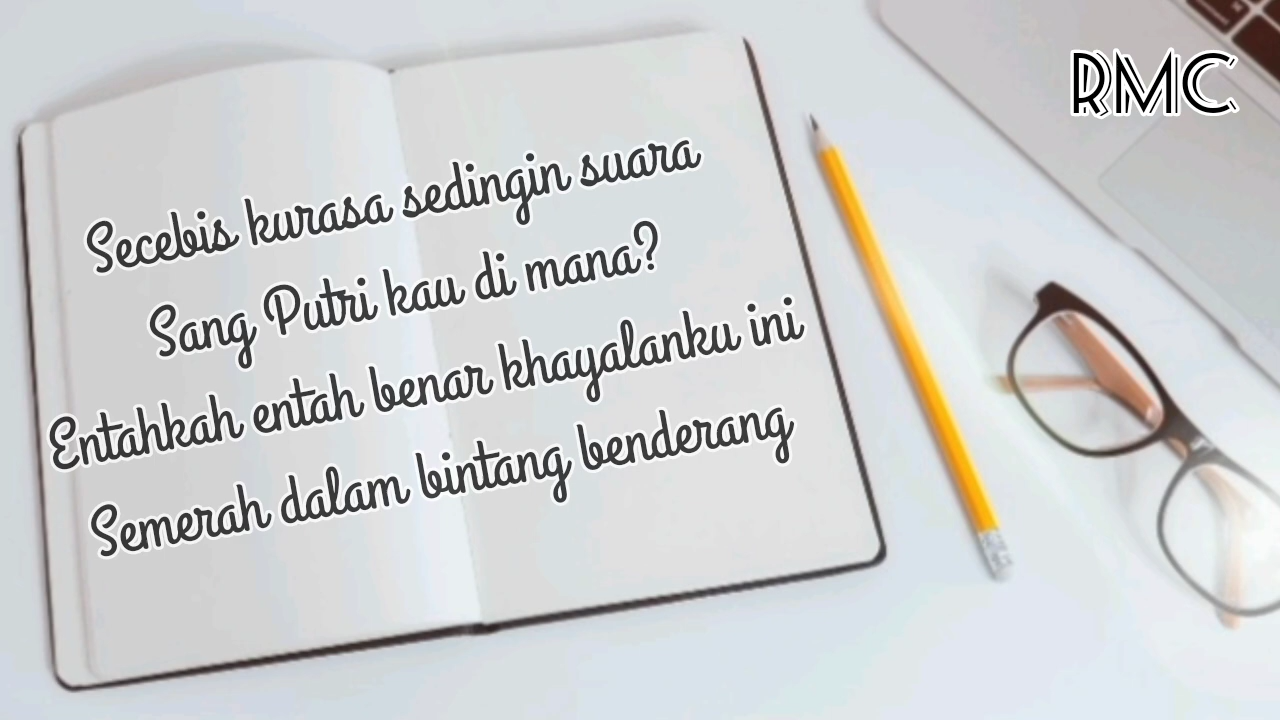 RMC
Secebis kurasa sedingin suara
Sang Putri kau di mana?
Entahkah entah benar khayalanku ini
Semerah dalam bintang benderang